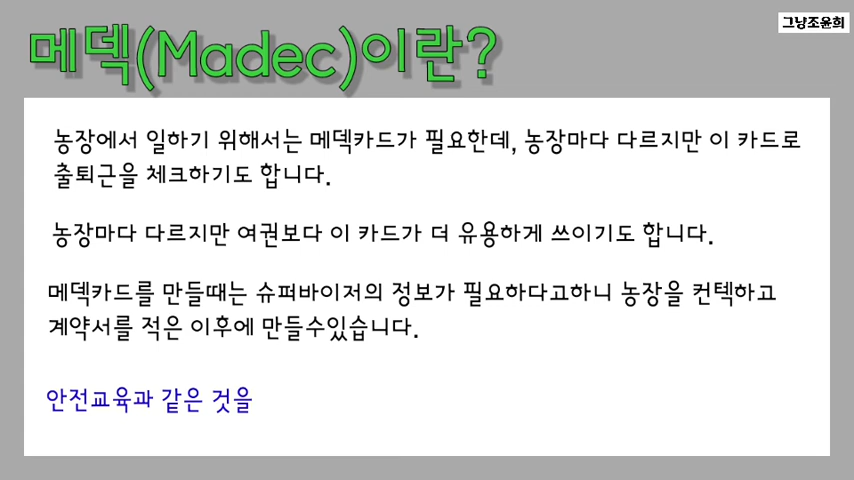 그냥조윤희
메덱(Madec)이란?
농장에서 일하기 위해서는 메덱카드가 필요한데, 농장마다 다르지만 이 카드로
출퇴근을 체크하기도 합니다.
농장마다 다르지만 여권보다 이 카드가 더 유용하게 쓰이기도 합니다.
메덱카드를 만들때는 슈퍼바이저의 정보가 필요하다고하니 농장을 컨텍하고
계약서를 적은 이후에 만들수있습니다.
안전교육과 같은 것을